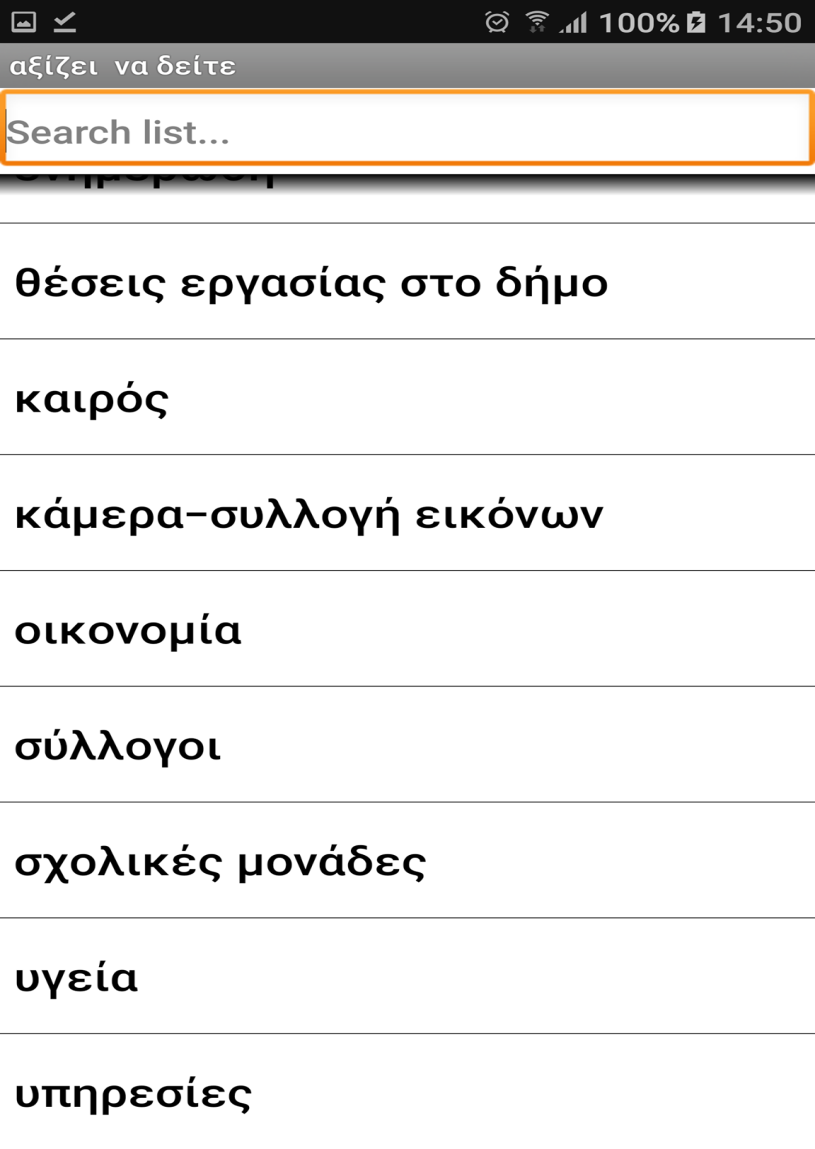 100% 14:50
αξίζει να δείτε
Search list...
θέσεις εργασίας στο δήμο
καιρός
κάμερα-συλλογή εικόνων
οικονομία
σύλλογοι
σχολικές μονάδες
υγεία
υπηρεσίες